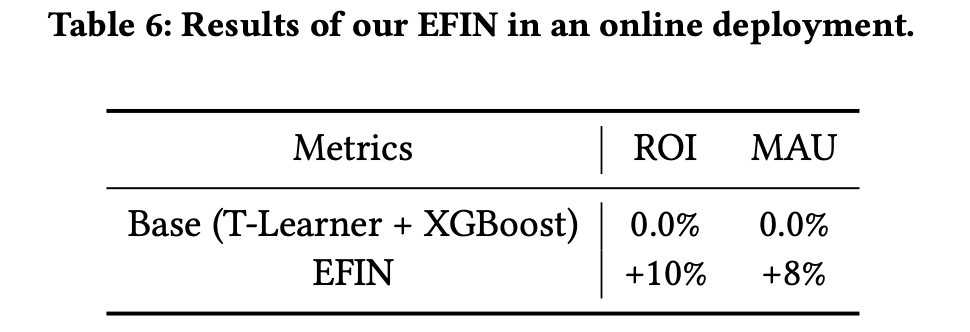 Table 6: Results of our EFIN in an online deployment.
Metrics ROI MAU
Base (T-Learner + XGBoost) 0.0% 0.0%
EFIN +10% +8%